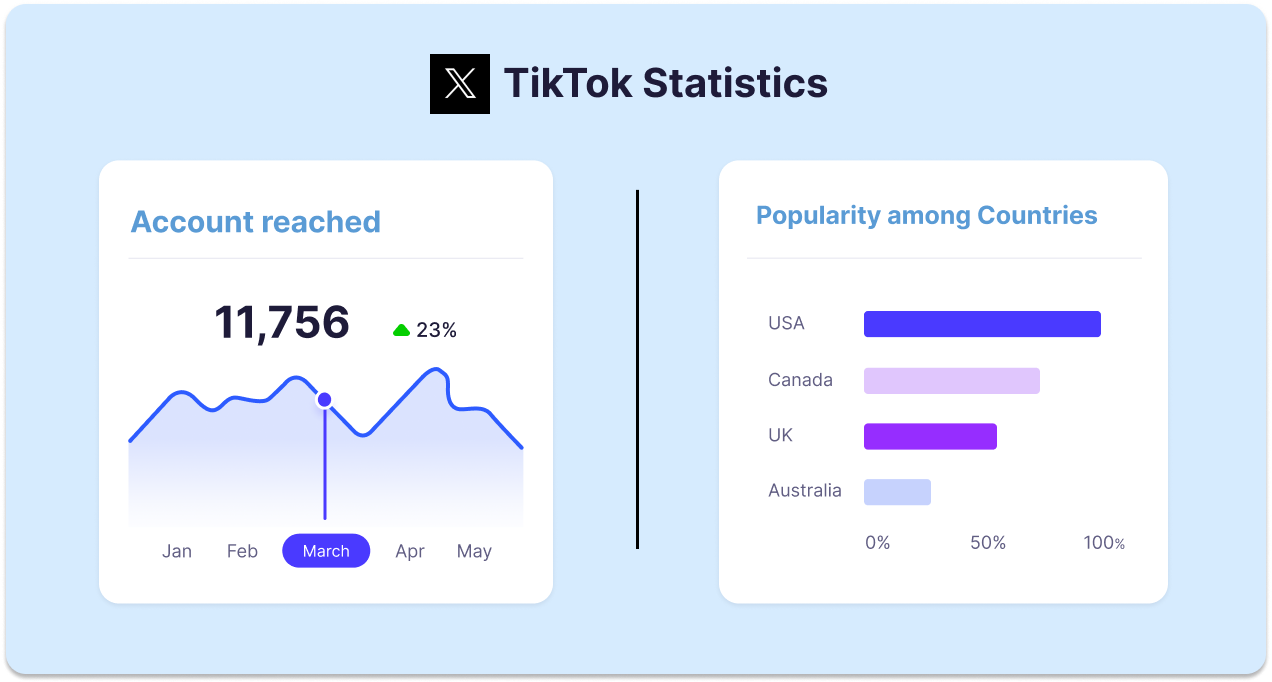 TikTok Statistics
Account reached
11,756
23%
Jan Feb March Apr May
Popularity among Countries
USA
Canada
UK
Australia
0% 50% 100%